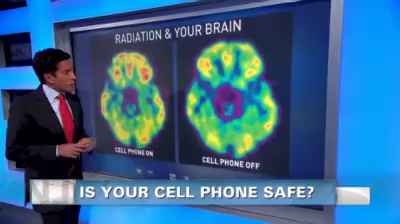 RADIATION & YOUR BRAIN
CELL PHONE ON
CELL PHONE OFF
IS YOUR CELL PHONE SAFE?